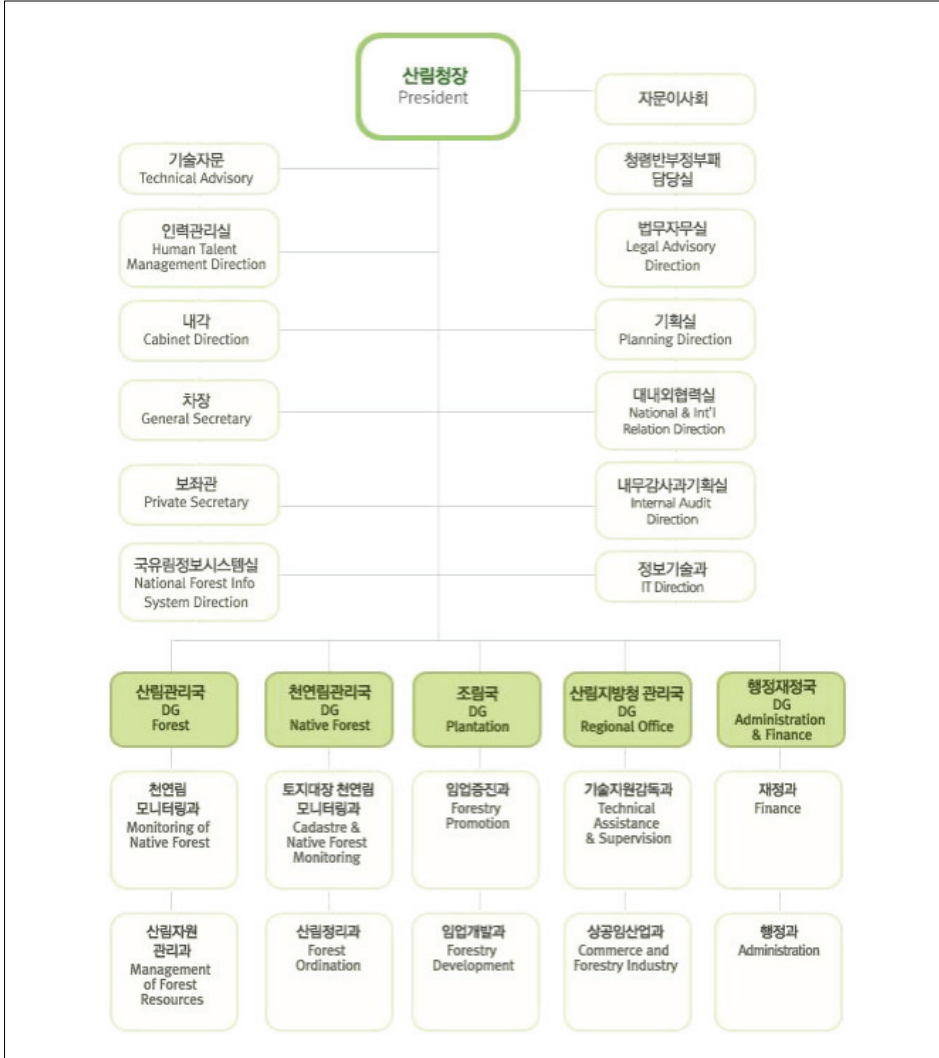 산림청장
President
자문이사회
기술자문
Technical Advisory
청렴반부정부패
담당실
인력관리실
Human Talent
Management Direction
법무자무실
Legal Advisory
Direction
내각
Cabinet Direction
기획실
Planning Direction
차장
General Secretary
대내외협력실
National & Int'l
Relation Direction
보좌관
Private Secretary
내무감사과기획실
Internal Audit
Direction
국유림정보시스템실
National Forest Info
System Direction
정보기술과
IT Direction
산림관리국
DG
Forest
천연림관리국
DG
Native Forest
조림국
DG
Plantation
산림지방청 관리국
DG
Regional Office
행정재정국
DG
Administration
& Finance
천연림
모니터링과
Monitoring of
Native Forest
토지대장 천연림
모니터링과
Cadastre &
Native Forest
Monitoring
임업증진과
Forestry
Promotion
기술지원감독과
Technical
Assistance
& Supervision
재정과
Finance
산림자원
관리과
Management
of Forest
Resources
산림정리과
Forest
Ordination
임업개발과
Forestry
Development
상공임산업과
Commerce and
Forestry Industry
행정과
Administration